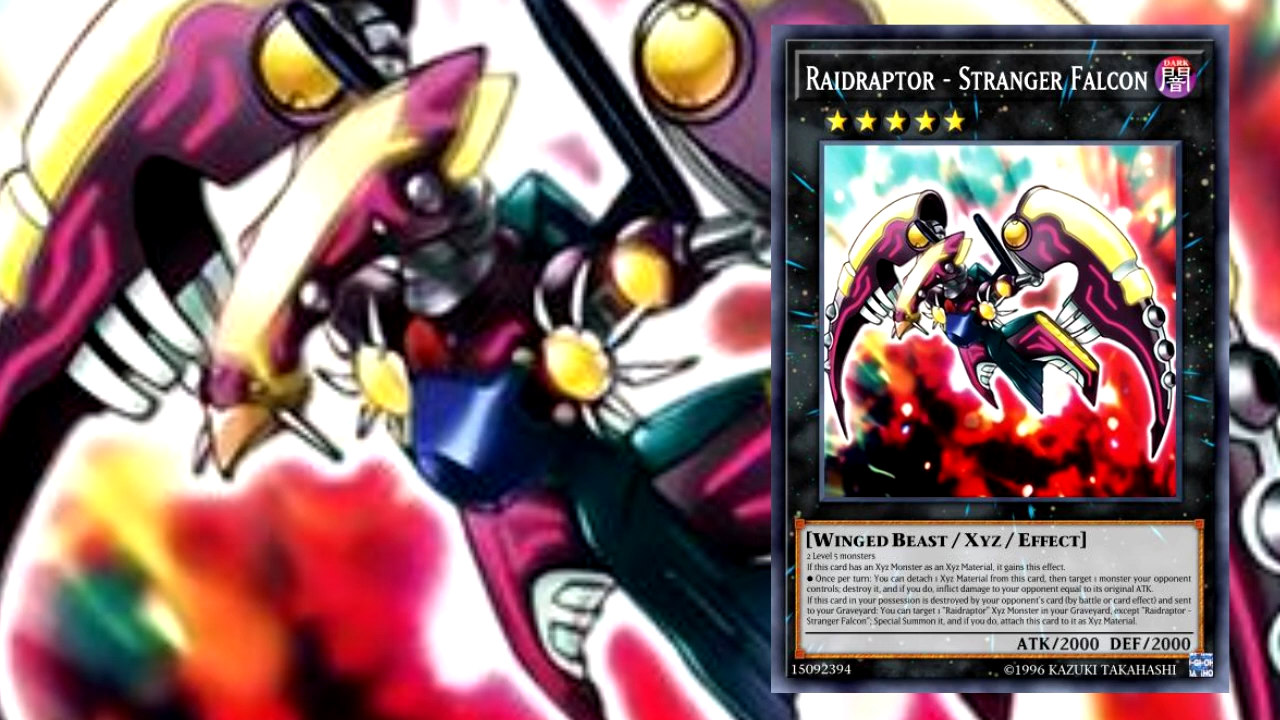 RAIDRAPTOR - STRANGER FALCON
DARK
闇
[WINGED BEAST / XYZ / EFFECT]
2 Level 5 monsters
If this card has an Xyz Monster as an Xyz Material, it gains this effect.
● Once per turn: You can detach 1 Xyz Material from this card, then target 1 monster your opponent
controls; destroy it, and if you do, inflict damage to your opponent equal to its original ATK.
If this card in your possession is destroyed by your opponent's card (by battle or card effect) and sent
to your Graveyard: You can target 1 "Raidraptor" Xyz Monster in your Graveyard, except "Raidraptor -
Stranger Falcon"; Special Summon it, and if you do, attach this card to it as Xyz Material.
ATK/2000 DEF/2000
15092394
©1996 KAZUKI TAKAHASHI